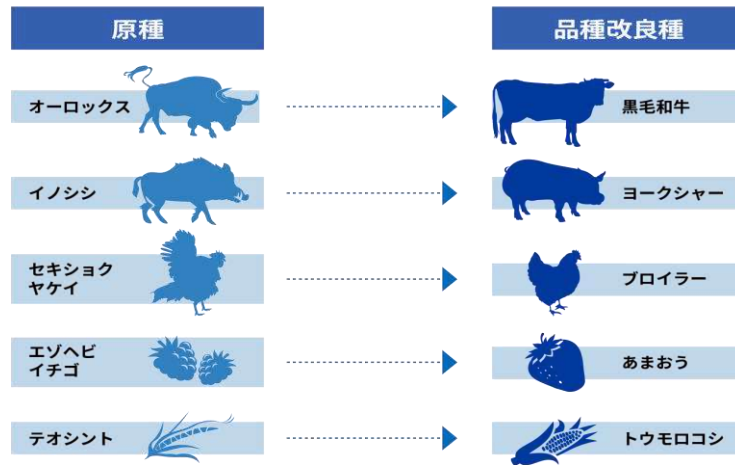 原種
品種改良種
オーロックス
黒毛和牛
イノシシ
ヨークシャー
セキショク
ヤケイ
ブロイラー
エゾヘビ
イチゴ
あまおう
テオシント
トウモロコシ